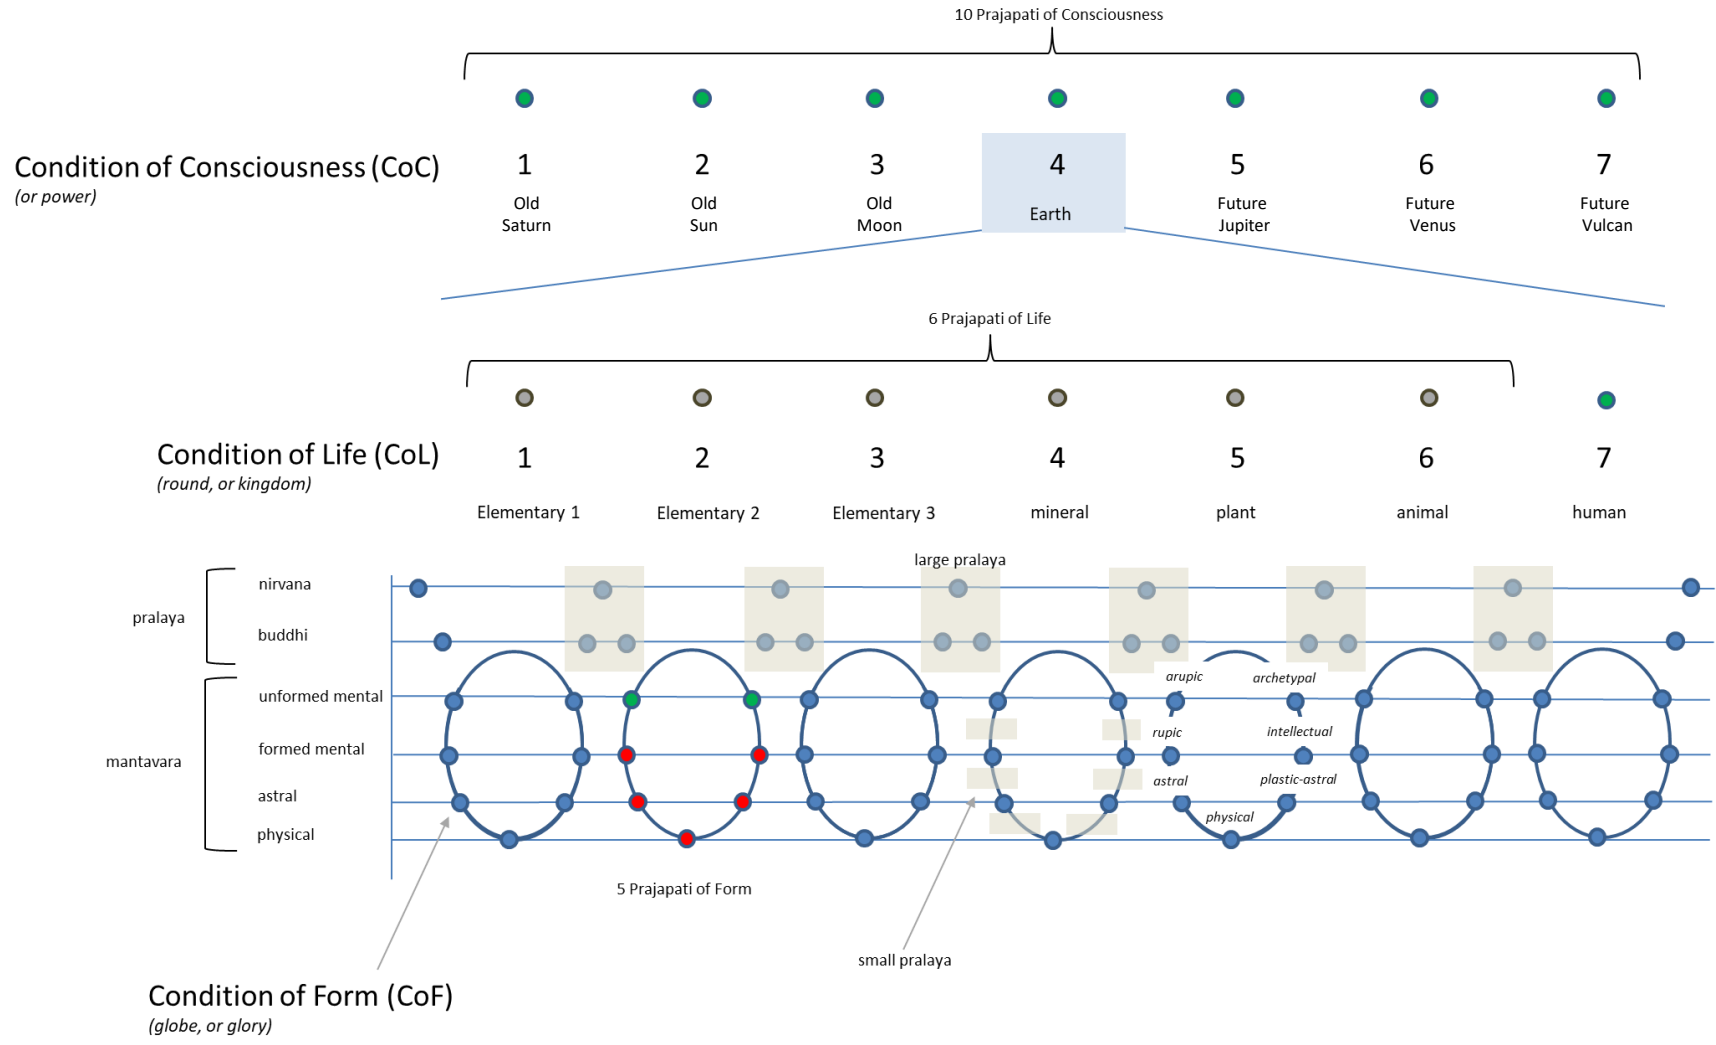 10 Prajapati of Consciousness
Condition of Consciousness (CoC)
(or power)
1
2
3
4
5
6
7
Old
Saturn
Old
Sun
Old
Moon
Earth
Future
Jupiter
Future
Venus
Future
Vulcan
6 Prajapati of Life
Condition of Life (CoL)
(round, or kingdom)
1
2
3
4
5
6
7
Elementary 1
Elementary 2
Elementary 3
mineral
plant
animal
human
large pralaya
pralaya
nirvana
buddhi
mantavara
unformed mental
formed mental
astral
physical
arupic
archetypal
rupic
intellectual
astral
plastic-astral
physical
5 Prajapati of Form
small pralaya
Condition of Form (CoF)
(globe, or glory)